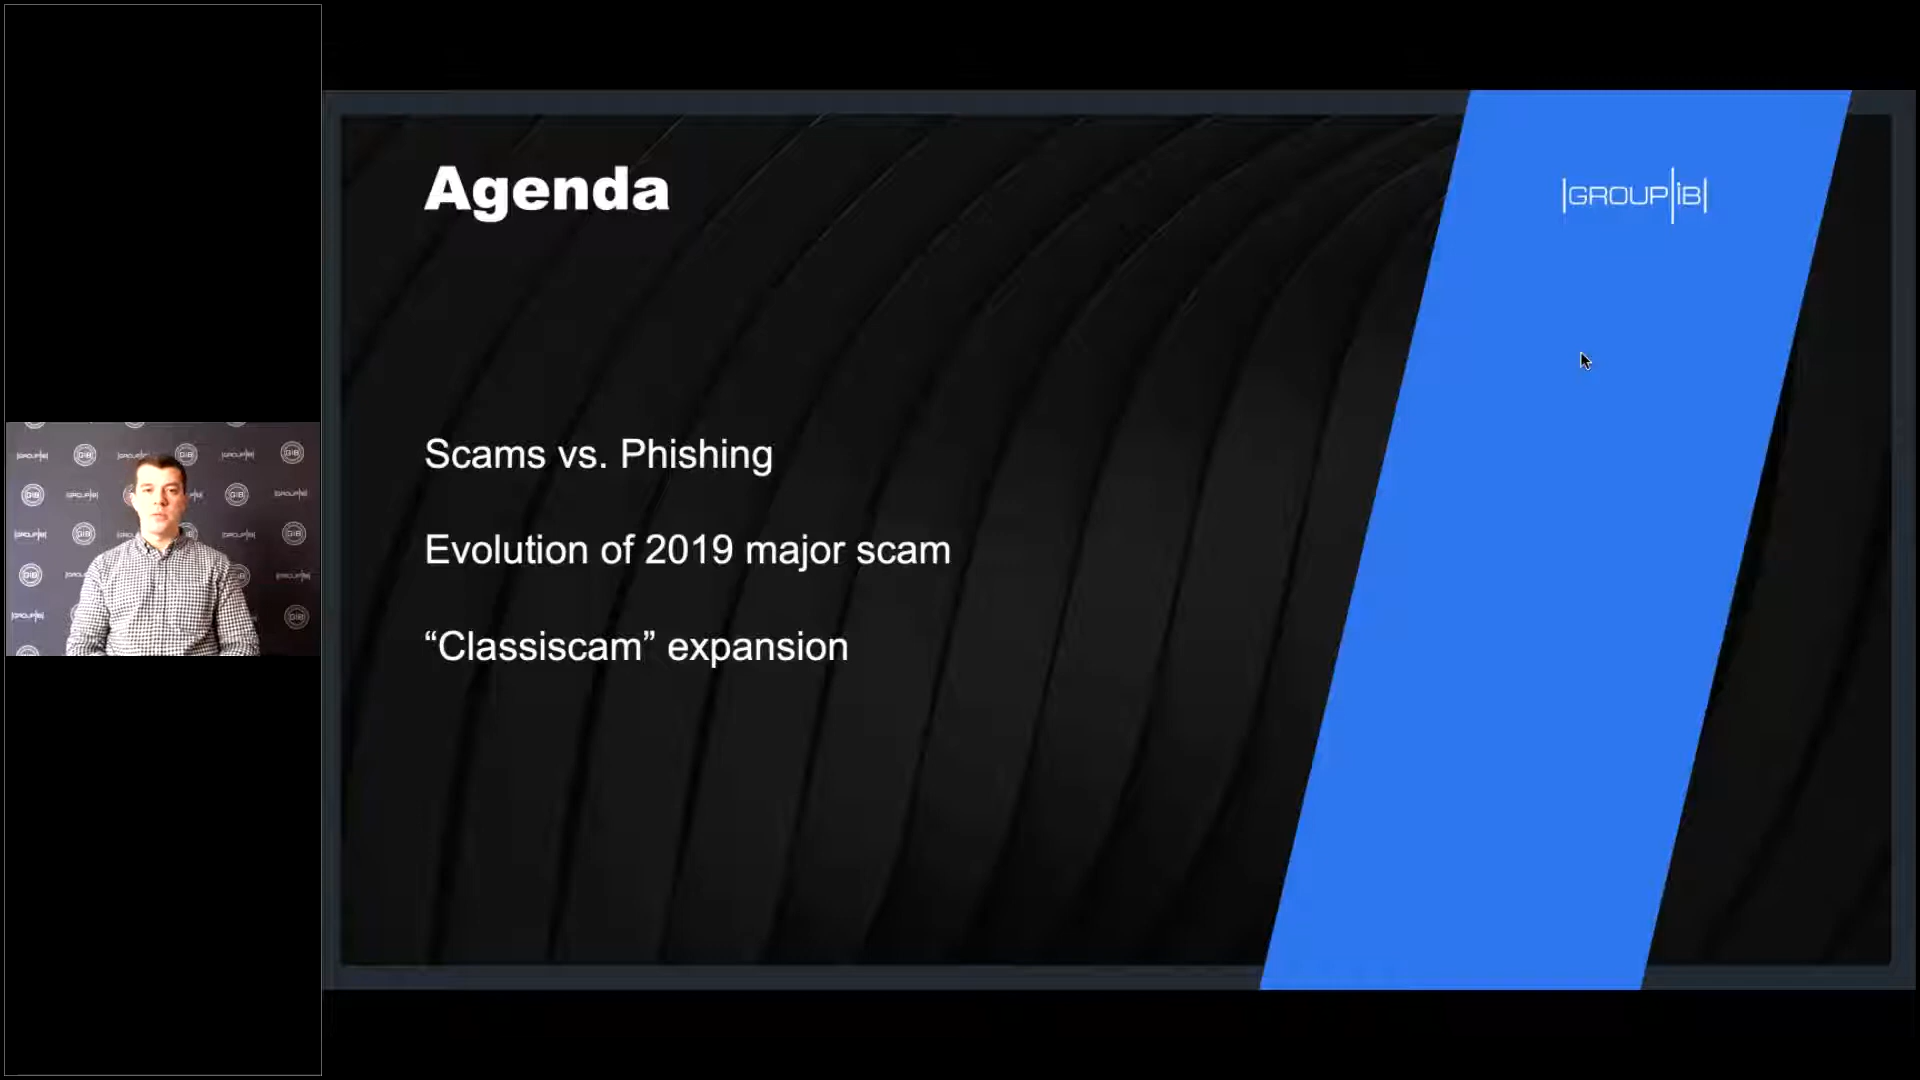 Agenda
|GROUP|iB|
Scams vs. Phishing
Evolution of 2019 major scam
“Classiscam” expansion